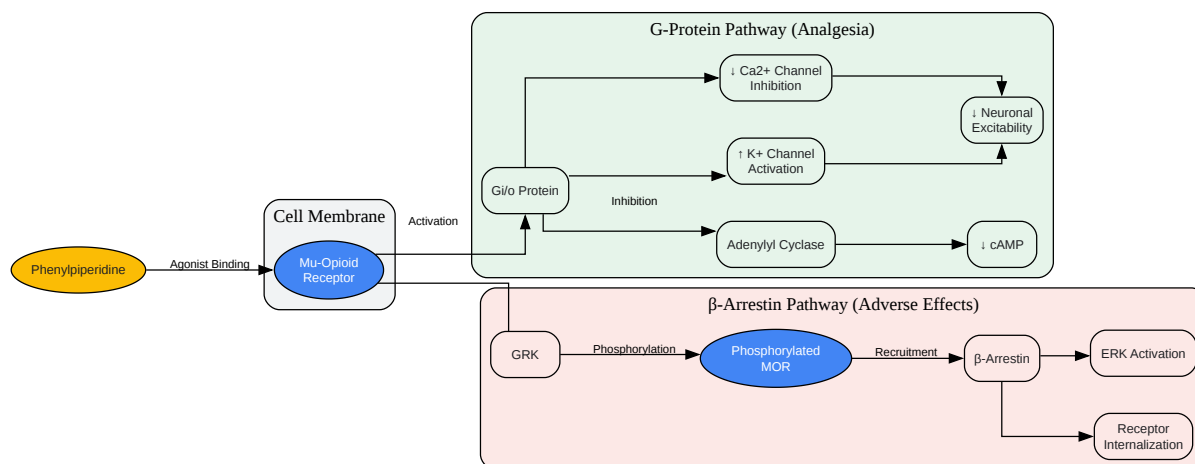 G-Protein Pathway (Analgesia)
↓ Ca2+ Channel
Inhibition
↓ Neuronal
Excitability
↑ K+ Channel
Activation
Gi/o Protein
Inhibition
Cell Membrane
Activation
Adenylyl Cyclase
↓ cAMP
Phenylpiperidine
Agonist Binding
Mu-Opioid
Receptor
β-Arrestin Pathway (Adverse Effects)
GRK
Phosphorylation
Phosphorylated
MOR
Recruitment
β-Arrestin
ERK Activation
Receptor
Internalization